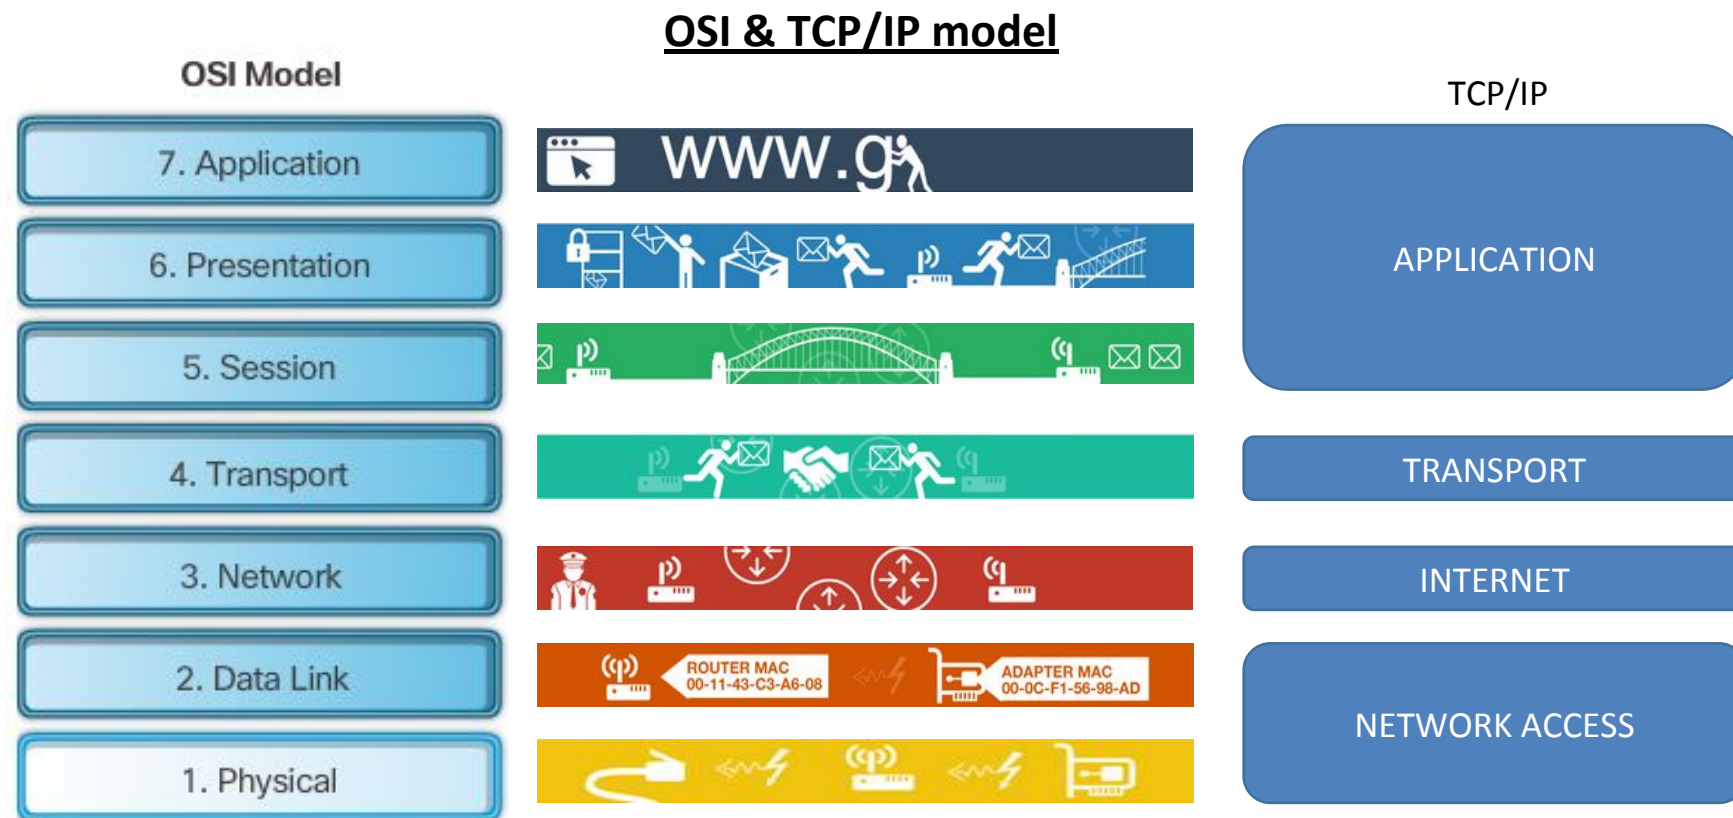 OSI & TCP/IP model
OSI Model
TCP/IP
7. Application
www.g
APPLICATION
6. Presentation
5. Session
4. Transport
TRANSPORT
3. Network
INTERNET
2. Data Link
ROUTER MAC
00-11-43-C3-A6-08
ADAPTER MAC
00-0C-F1-56-98-AD
NETWORK ACCESS
1. Physical